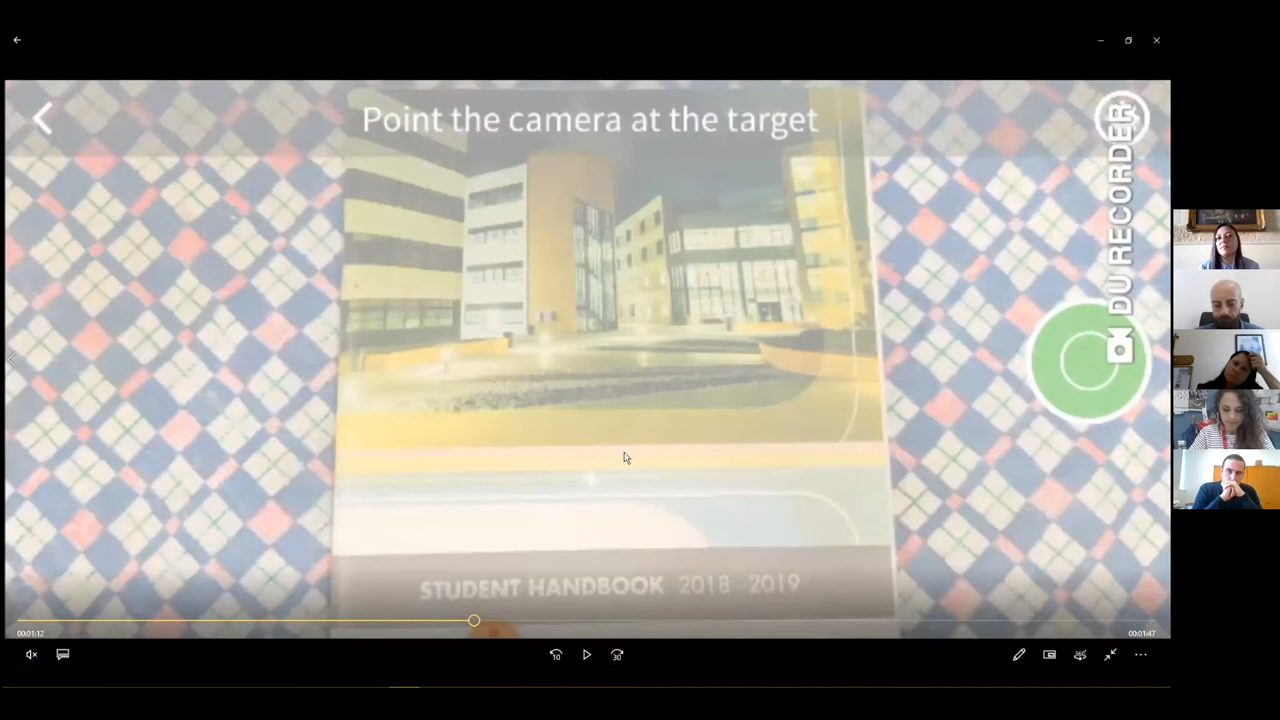 Point the camera at the target
DU RECORDER
STUDENT HANDBOOK 2018 2019
00:01:12
00:01:47
10
30
360